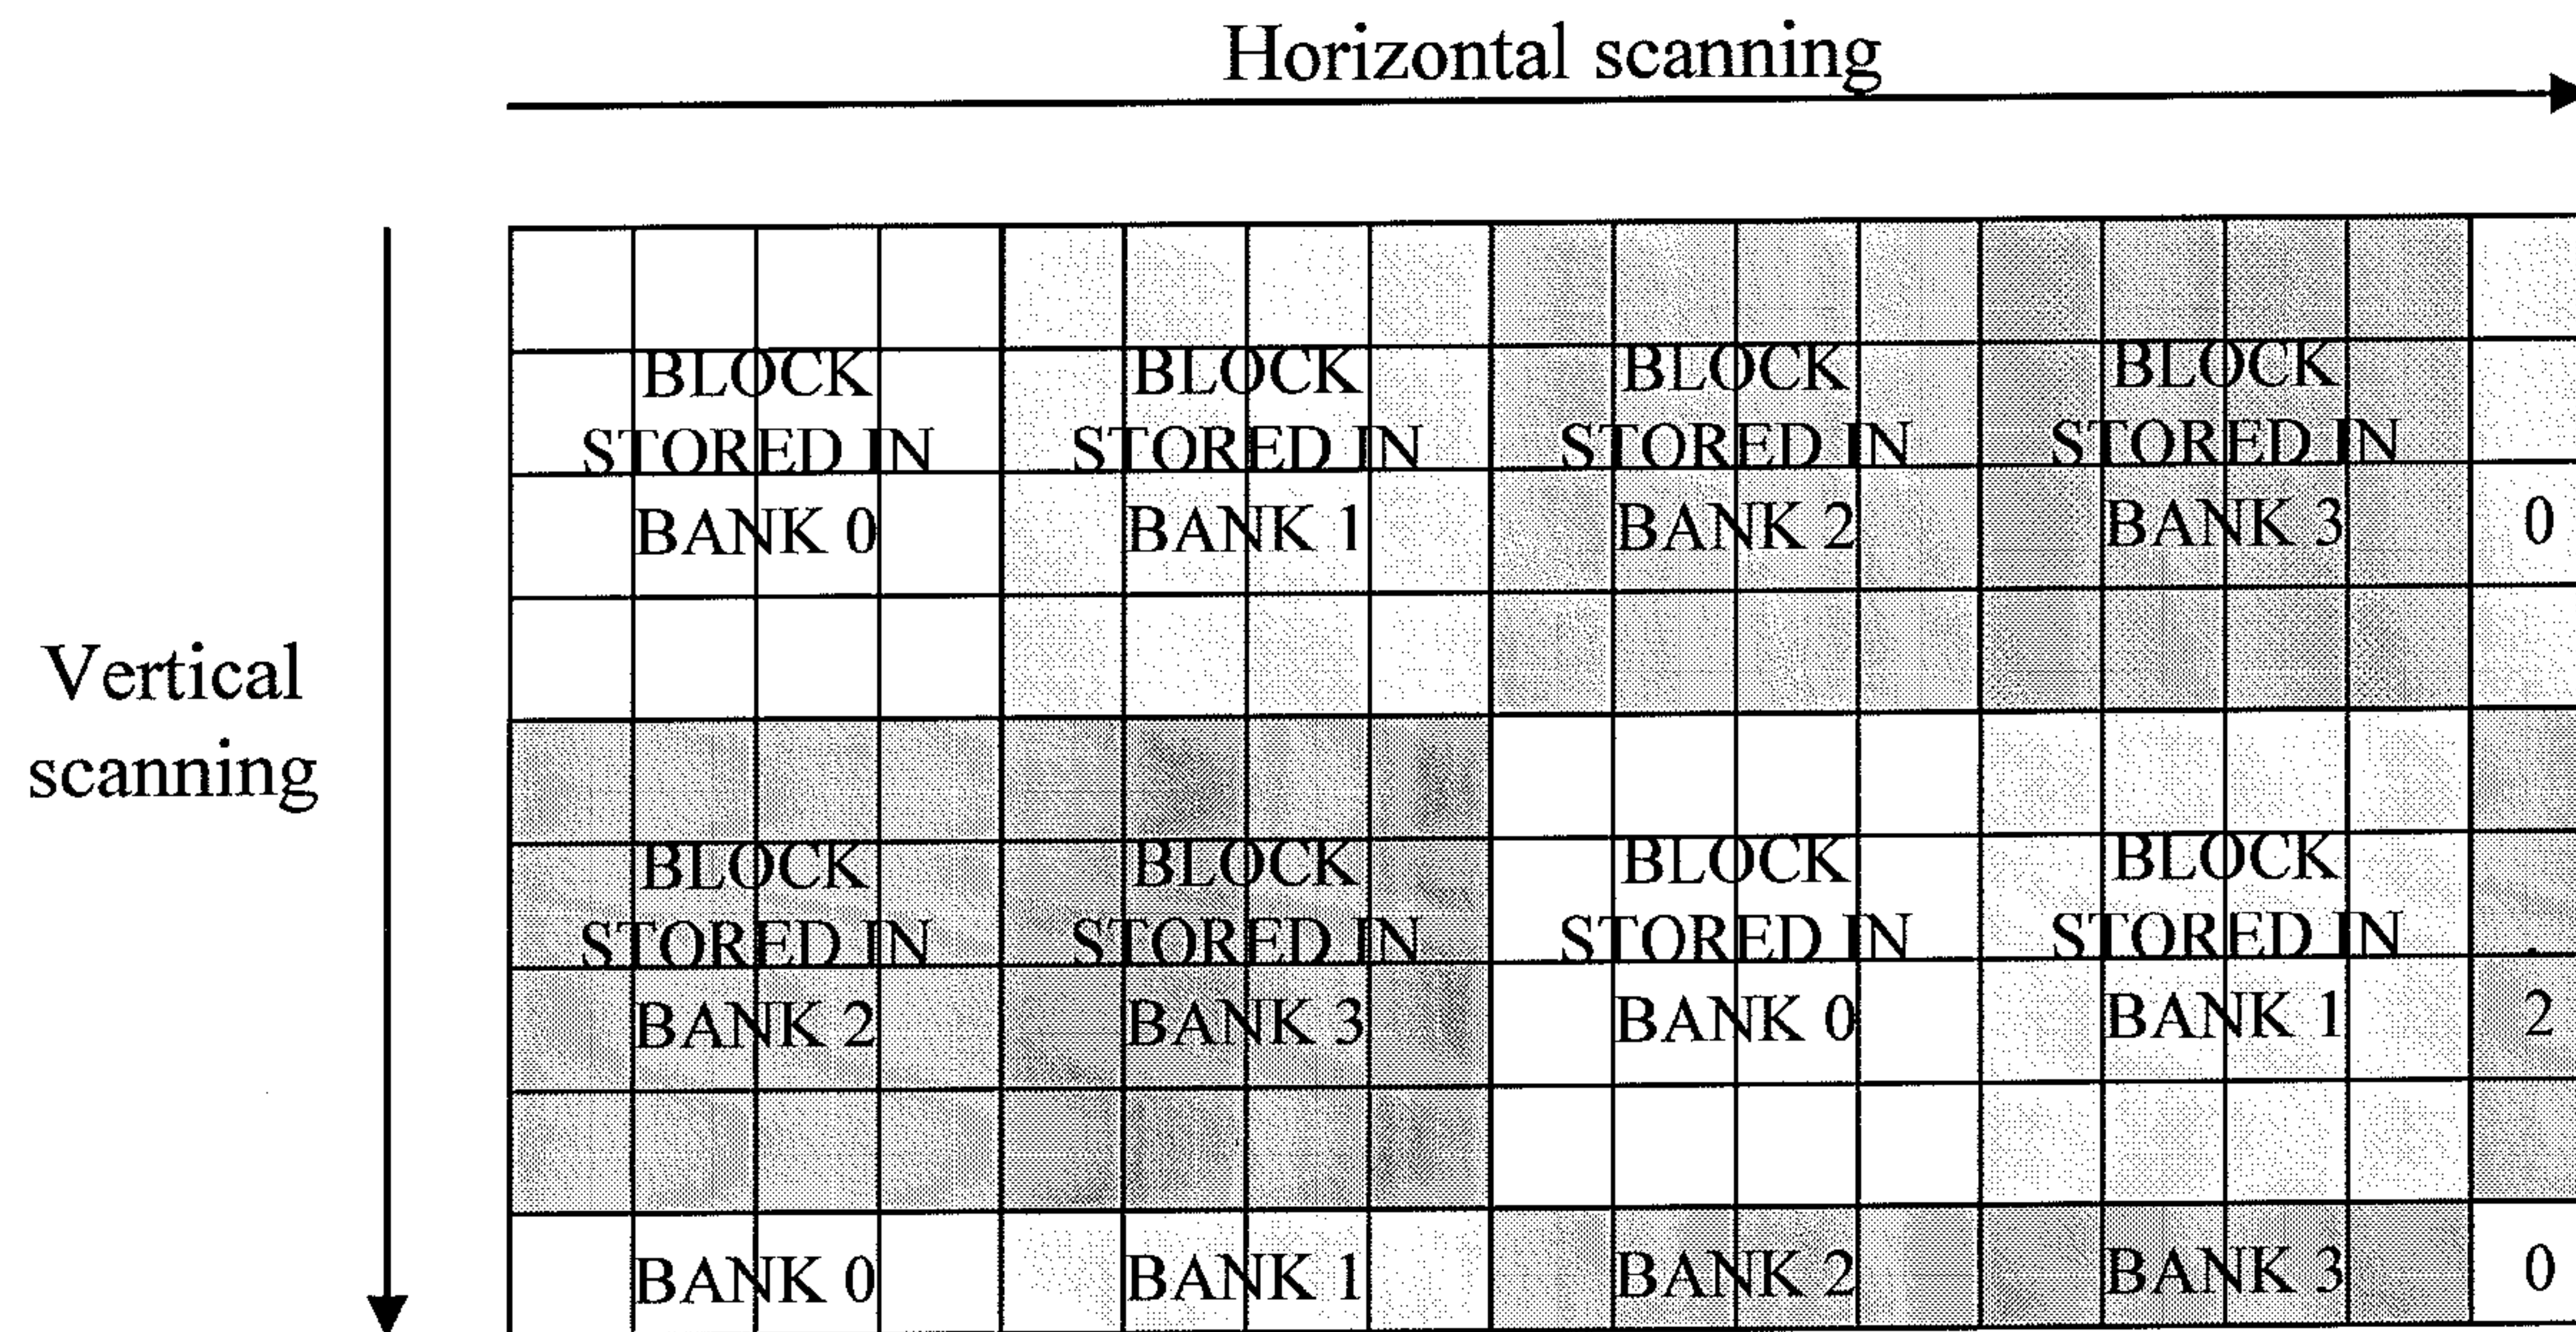 Horizontal scanning
Vertical
scanning
BLOCK
STORED IN
BANK 0
BLOCK
STORED IN
BANK 1
BLOCK
STORED IN
BANK 2
BLOCK
STORED IN
BANK 3
0
BLOCK
STORED IN
BANK 2
BLOCK
STORED IN
BANK 3
BLOCK
STORED IN
BANK 0
BLOCK
STORED IN
BANK 1
2
BANK 0
BANK 1
BANK 2
BANK 3
0